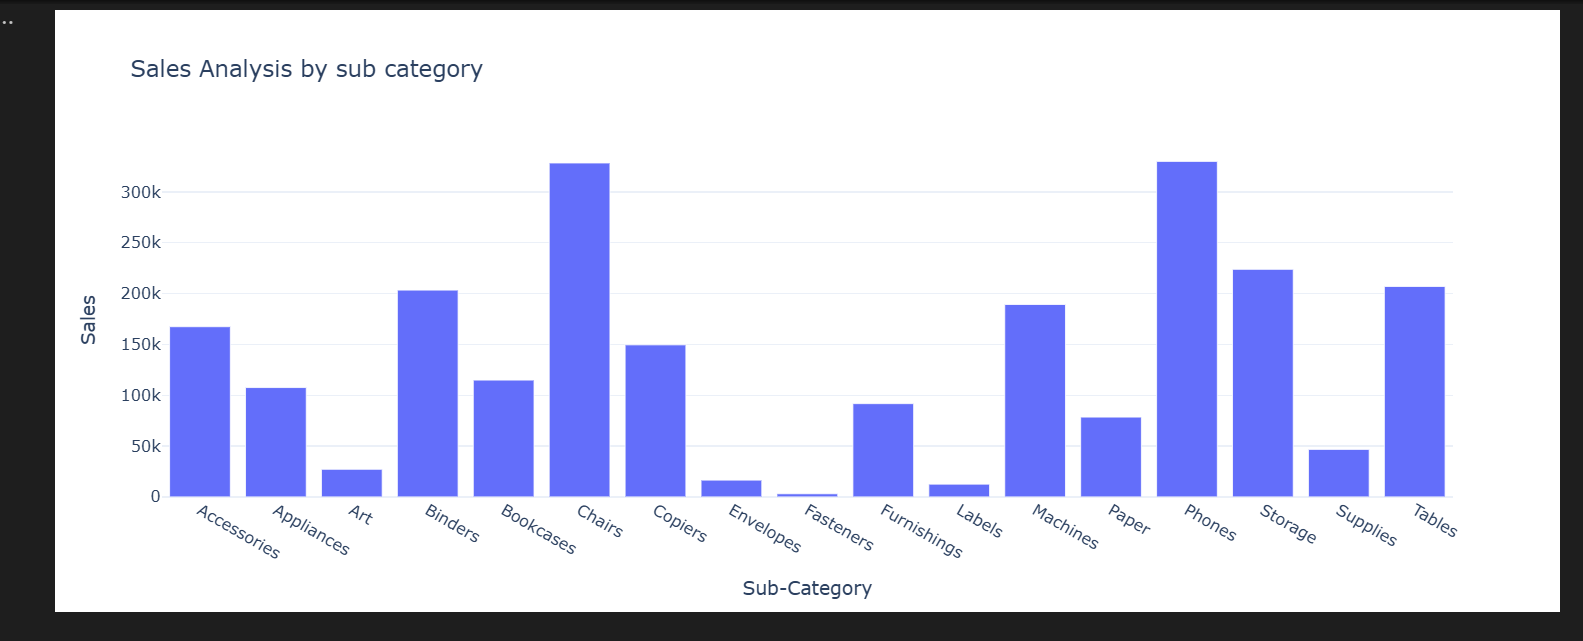 ..
Sales Analysis by sub category
300k
250k
200k
150k
100k
50k
0
Sales
Accessories
Appliances
Art
Binders
Bookcases
Chairs
Copiers
Envelopes
Fasteners
Furnishings
Labels
Machines
Paper
Phones
Storage
Supplies
Tables
Sub-Category